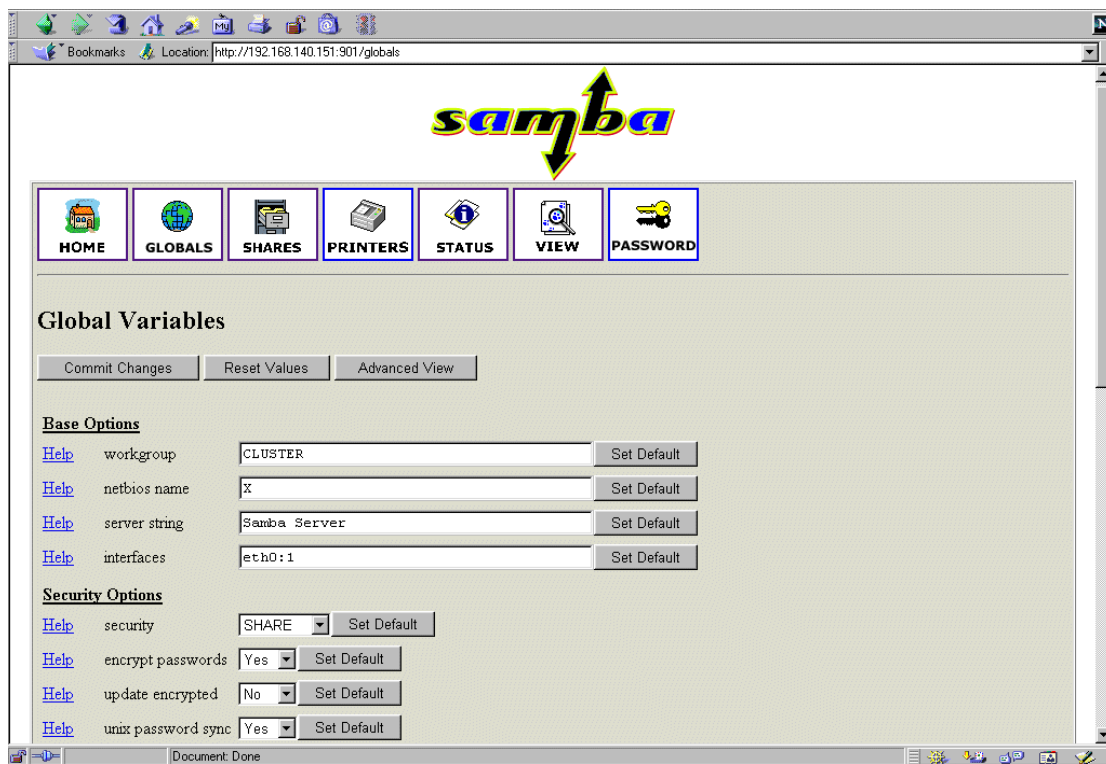 My
N
Bookmarks Location: http://192.168.140.151:901/globals
samba
HOME GLOBALS SHARES PRINTERS STATUS VIEW PASSWORD
Global Variables
Commit Changes Reset Values Advanced View
Base Options
Help workgroup CLUSTER Set Default
Help netbios name X Set Default
Help server string Samba Server Set Default
Help interfaces eth0:1 Set Default
Security Options
Help security SHARE Set Default
Help encrypt passwords Yes Set Default
Help update encrypted No Set Default
Help unix password sync Yes Set Default
Document: Done